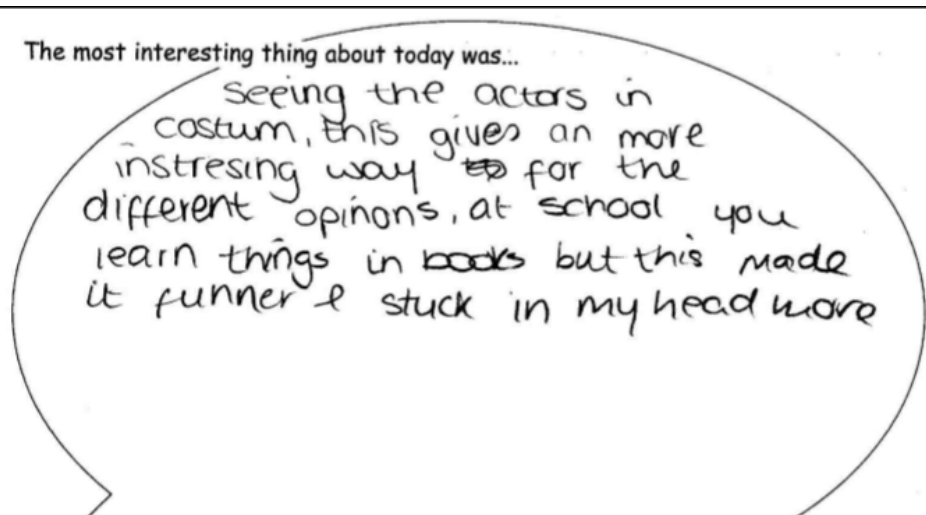 The most interesting thing about today was...
seeing the actors in
costum, this gives an more
instresing way for the
different opinons, at school you
learn things in books but this made
it funner & stuck in my head more